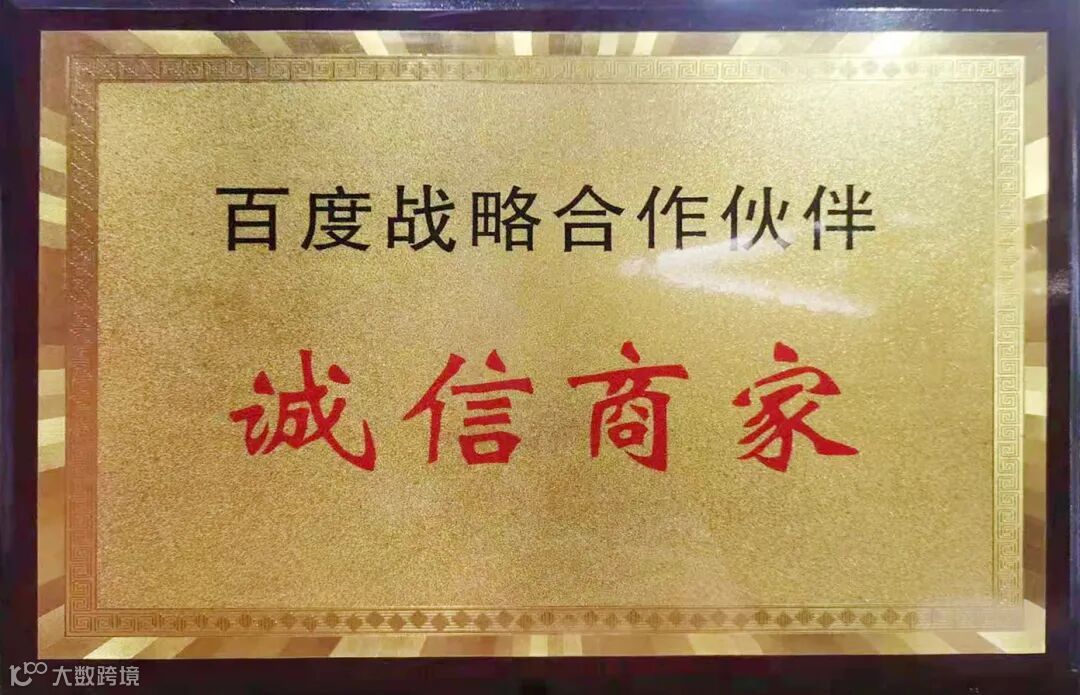 百度战略合作伙伴
诚信商家
大数跨境